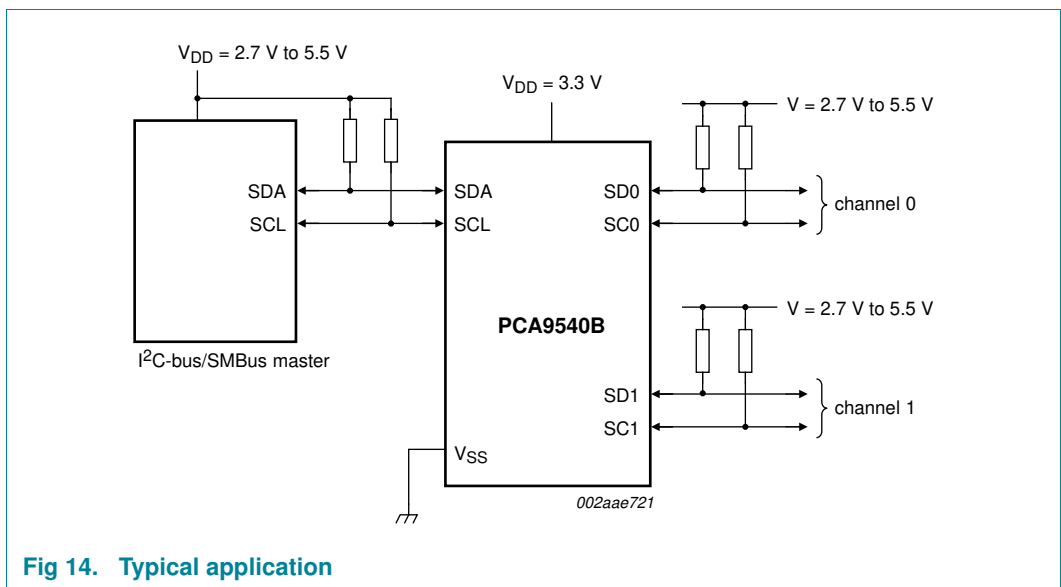 V_DD = 2.7 V to 5.5 V
V_DD = 3.3 V
V = 2.7 V to 5.5 V
SDA
SCL
SDA
SCL
SD0
SC0
channel 0
V = 2.7 V to 5.5 V
PCA9540B
I²C-bus/SMBus master
SD1
SC1
channel 1
V_SS
002aae721
Fig 14. Typical application